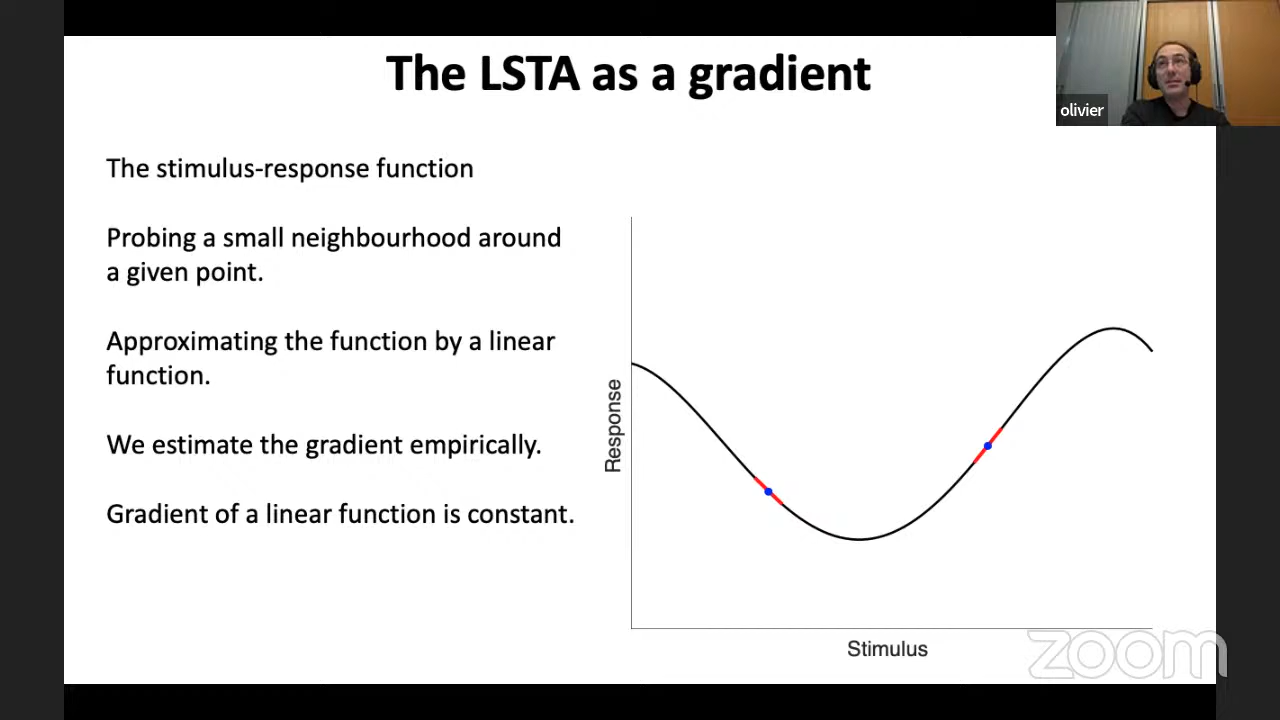 The LSTA as a gradient
olivier
The stimulus-response function
Probing a small neighbourhood around
a given point.
Approximating the function by a linear
function.
We estimate the gradient empirically.
Gradient of a linear function is constant.
Response
Stimulus
zoom